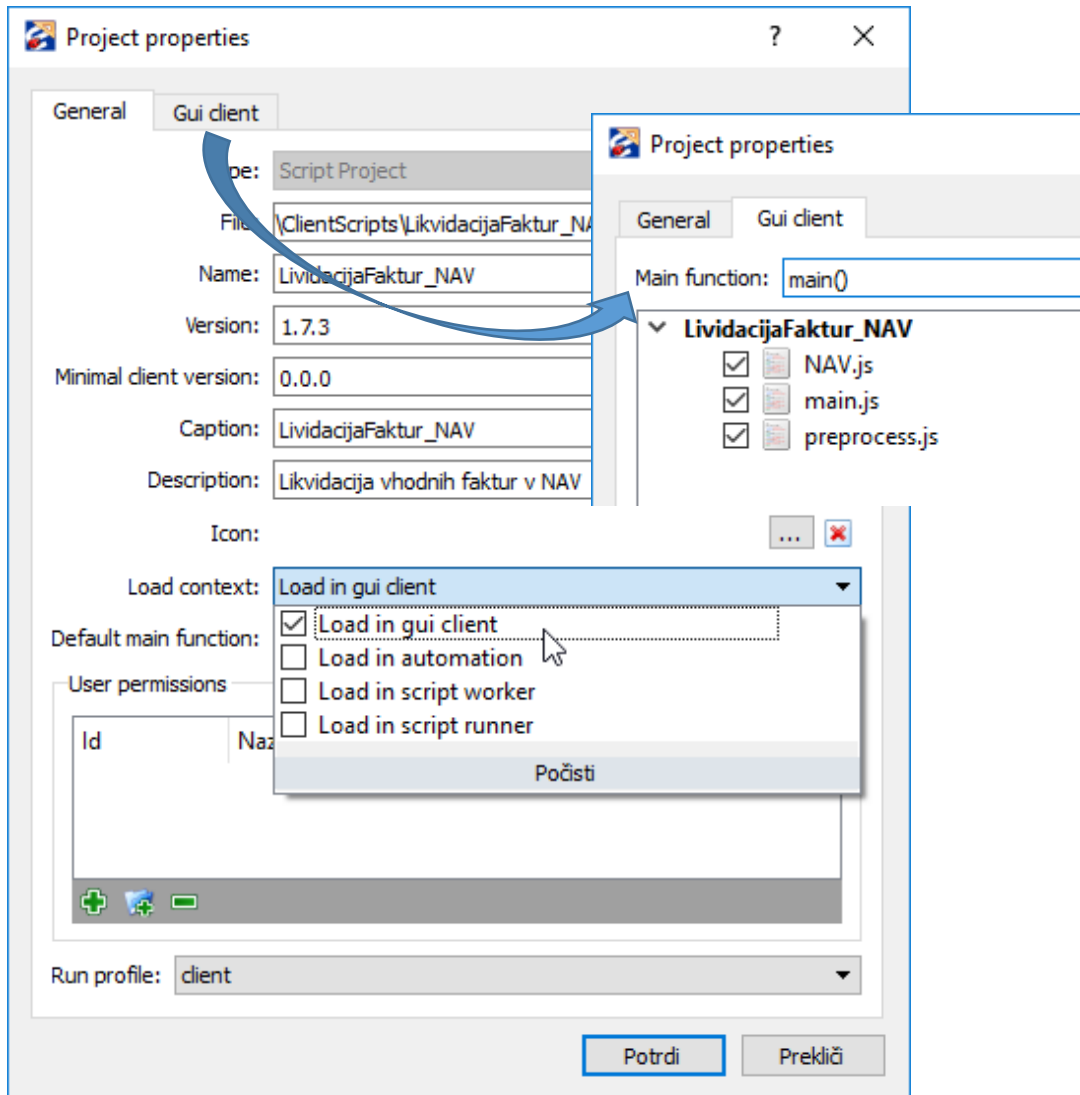 Project properties
?
General
Gui client
pe:
Script Project
File:
\ClientScripts\LikvidacijaFaktur_NA
Name:
LividacijaFaktur_NAV
Version:
1.7.3
Minimal client version:
0.0.0
Caption:
LividacijaFaktur_NAV
Description:
Likvidacija vhodnih faktur v NAV
Project properties
General
Gui client
Main function:
main()
LividacijaFaktur_NAV
NAV.js
main.js
preprocess.js
Icon:
...
Load context:
Load in gui client
Load in gui client
Default main function:
Load in automation
User permissions
Load in script worker
Load in script runner
Id
Naz
Počisti
Run profile:
client
Potrdi
Prekliči